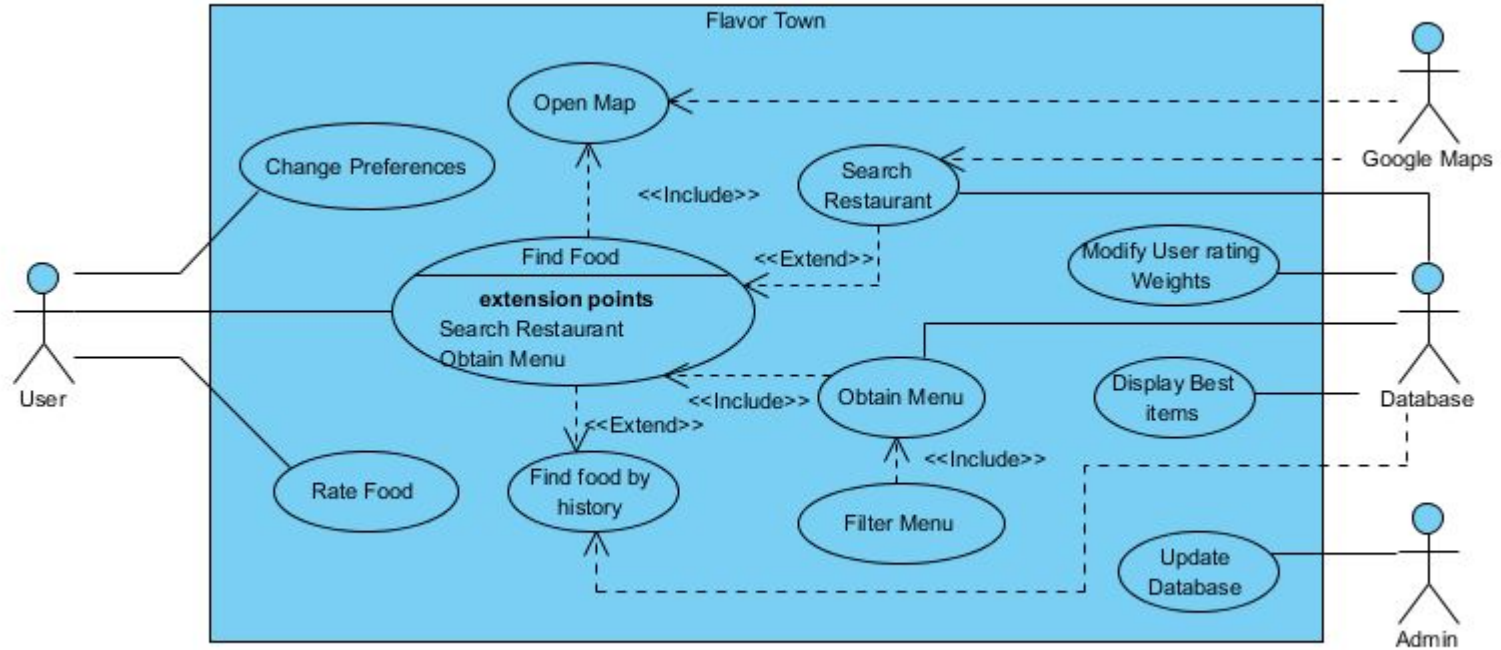 Flavor Town
Open Map
Google Maps
Change Preferences
Search
Restaurant
<<Include>>
Find Food
<<Extend>>
Modify User rating
Weights
extension points
Search Restaurant
Obtain Menu
User
Obtain Menu
Display Best
items
Database
<<Include>>
<<Extend>>
<<Include>>
Rate Food
Find food by
history
Filter Menu
Update
Database
Admin